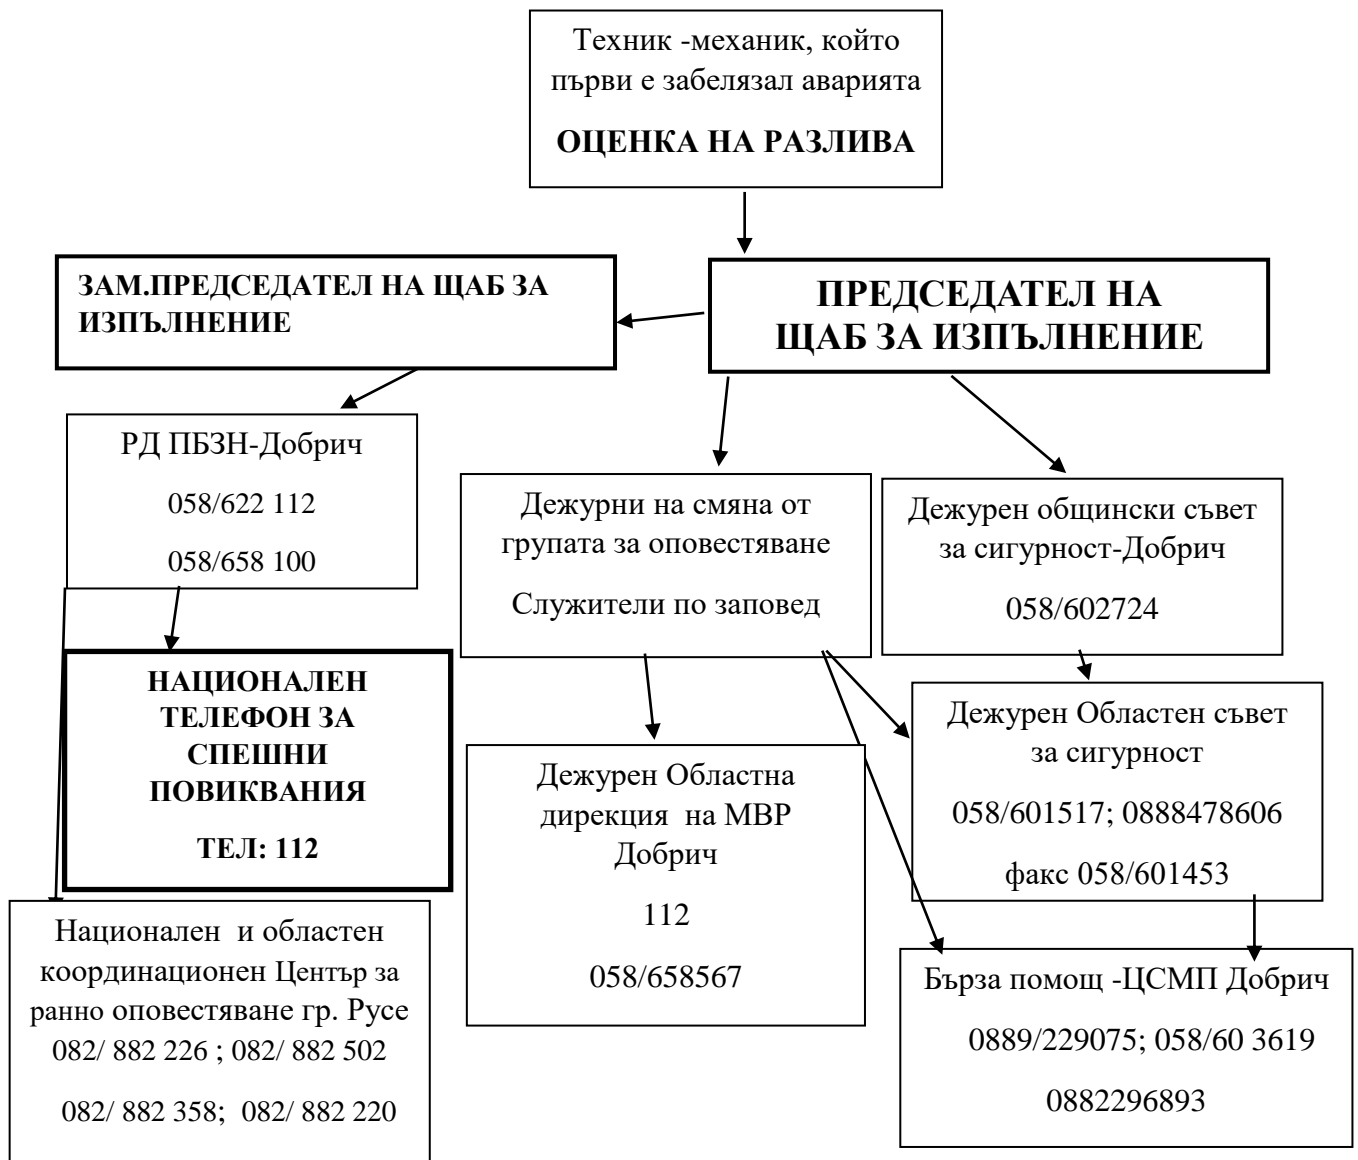 Техник -механик, който
първи е забелязал аварията
ОЦЕНКА НА РАЗЛИВА
ЗАМ.ПРЕДСЕДАТЕЛ НА ЩАБ ЗА
ИЗПЪЛНЕНИЕ
ПРЕДСЕДАТЕЛ НА
ЩАБ ЗА ИЗПЪЛНЕНИЕ
РД ПБЗН-Добрич
058/622 112
058/658 100
Дежурни на смяна от
групата за оповестяване
Служители по заповед
Дежурен общински съвет
за сигурност-Добрич
058/602724
НАЦИОНАЛЕН
ТЕЛЕФОН ЗА
СПЕШНИ
ПОВИКВАНИЯ
ТЕЛ: 112
Дежурен Областна
дирекция на МВР
Добрич
112
058/658567
Дежурен Областен съвет
за сигурност
058/601517; 0888478606
факс 058/601453
Национален и областен
координационен Център за
ранно оповестяване гр. Русе
082/ 882 226 ; 082/ 882 502
082/ 882 358; 082/ 882 220
Бърза помощ -ЦСМП Добрич
0889/229075; 058/60 3619
0882296893